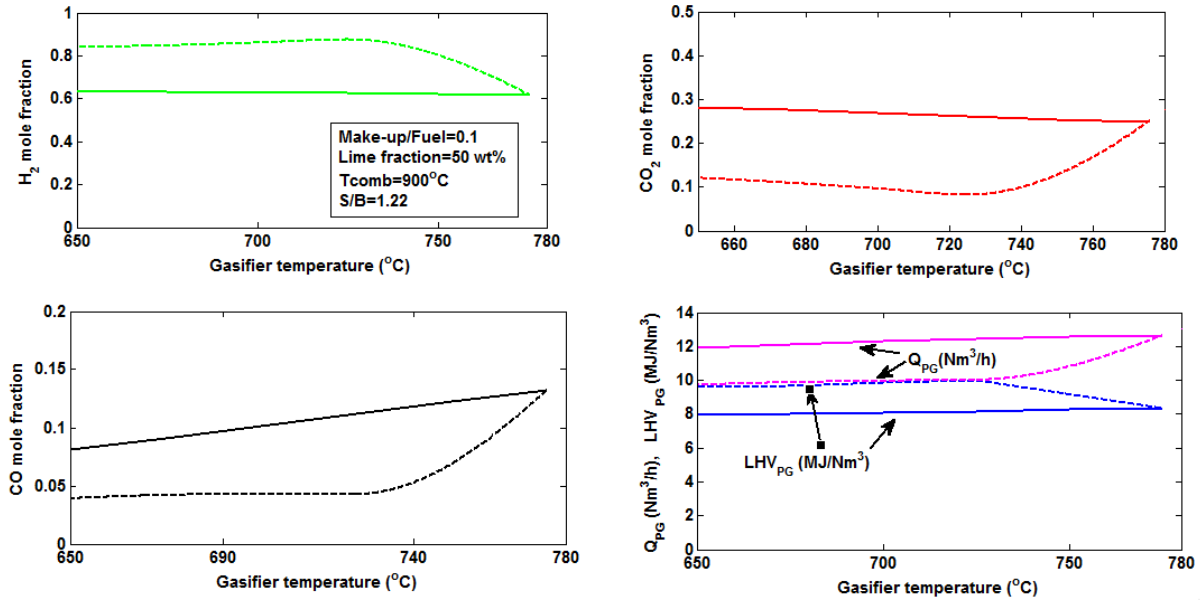 1
0.8
0.6
0.4
0.2
0
H2 mole fraction
Make-up/Fuel=0.1
Lime fraction=50 wt%
Tcomb=900°C
S/B=1.22
650 700 750 780
Gasifier temperature (°C)
0.5
0.4
0.3
0.2
0.1
0
CO2 mole fraction
660 680 700 720 740 760 780
Gasifier temperature (°C)
0.2
0.15
0.1
0.05
0
CO mole fraction
650 690 740 780
Gasifier temperature (°C)
14
12
10
8
6
4
2
0
QPG (Nm3/h), LHVPG (MJ/Nm3)
QPG(Nm3/h)
LHVPG (MJ/Nm3)
650 700 750 780
Gasifier temperature (°C)